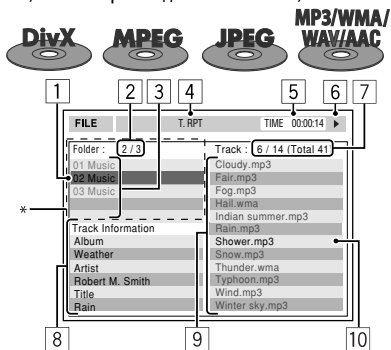 DivX MPEG JPEG MP3/WMA/
WAV/AAC
1 2 3 4 5 6 7
FILE T. RPT TIME 00:00:14
Folder : 2 / 3 Track : 6 / 14 (Total 41)
01 Music Cloudy.mp3
02 Music Fair.mp3
03 Music Fog.mp3
Hail.wma
Indian summer.mp3
* Rain.mp3
Track Information Shower.mp3
Album Snow.mp3
Weather Thunder.wma
Artist Typhoon.mp3
Robert M. Smith Wind.mp3
Title Winter sky.mp3
Rain
8 9 10